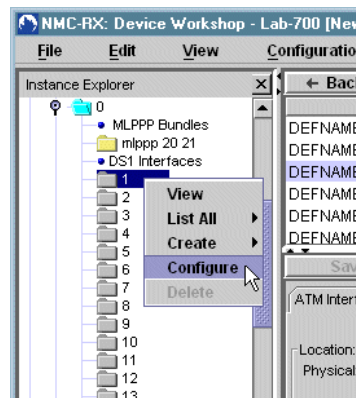 NMC-RX: Device Workshop - Lab-700 [Ne
File Edit View Configuratio
Instance Explorer
← Bac
0
MLPPP Bundles
mlppp 20 21
DS1 Interfaces
1
2
3
4
5
6
7
8
9
10
11
12
13
View
List All
Create
Configure
Delete
DEFNAME
DEFNAME
DEFNAME
DEFNAME
DEFNAME
DEFNAME
Sav
ATM Inter
Location:
Physical